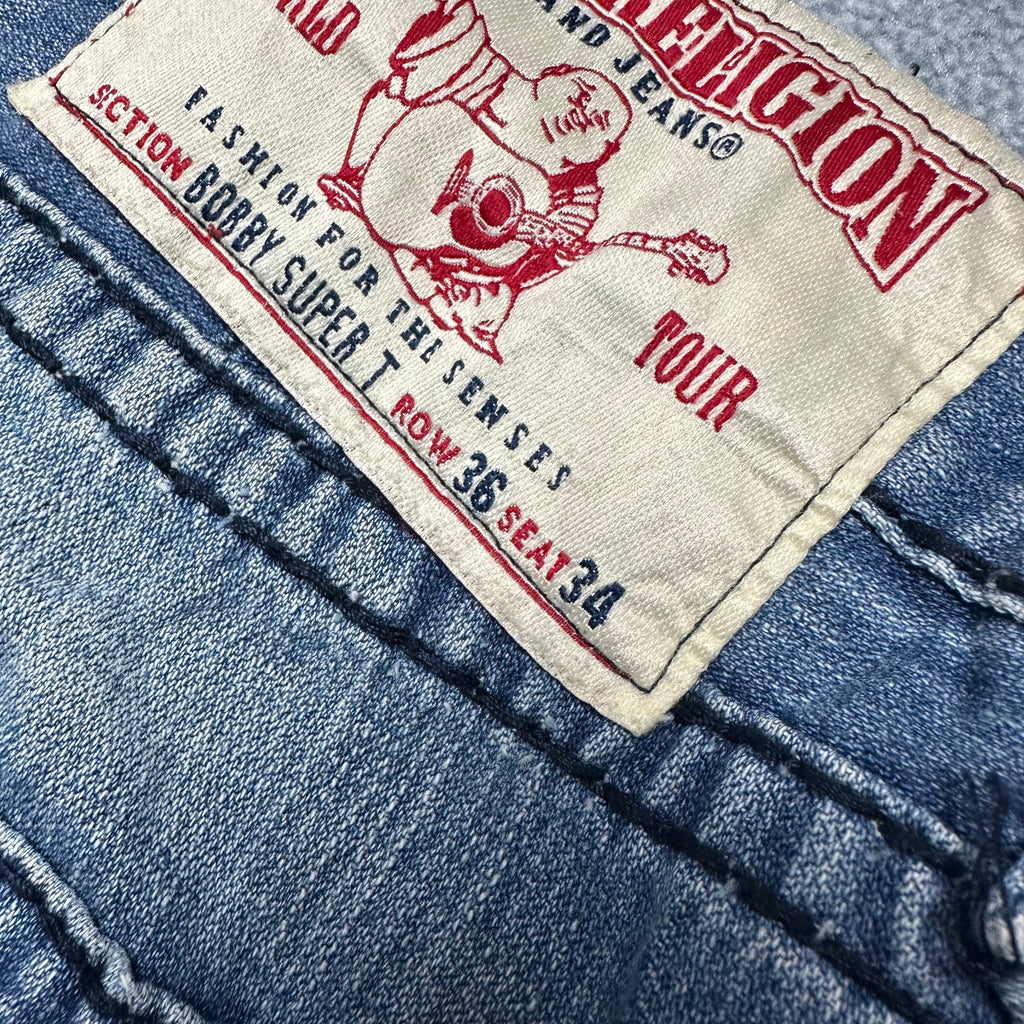 RELIGION
AND JEANS®
TOUR
FASHION FOR THE SENSES
SECTION BOBBY SUPER T ROW 36 SEAT 34